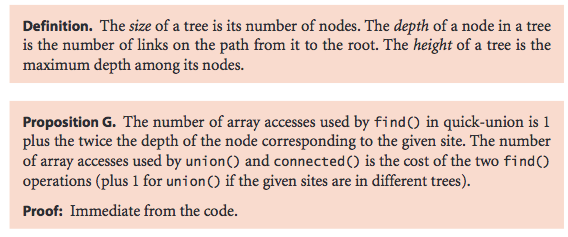 Definition. The size of a tree is its number of nodes. The depth of a node in a tree
is the number of links on the path from it to the root. The height of a tree is the
maximum depth among its nodes.
Proposition G. The number of array accesses used by find() in quick-union is 1
plus the twice the depth of the node corresponding to the given site. The number
of array accesses used by union() and connected() is the cost of the two find()
operations (plus 1 for union() if the given sites are in different trees).
Proof: Immediate from the code.